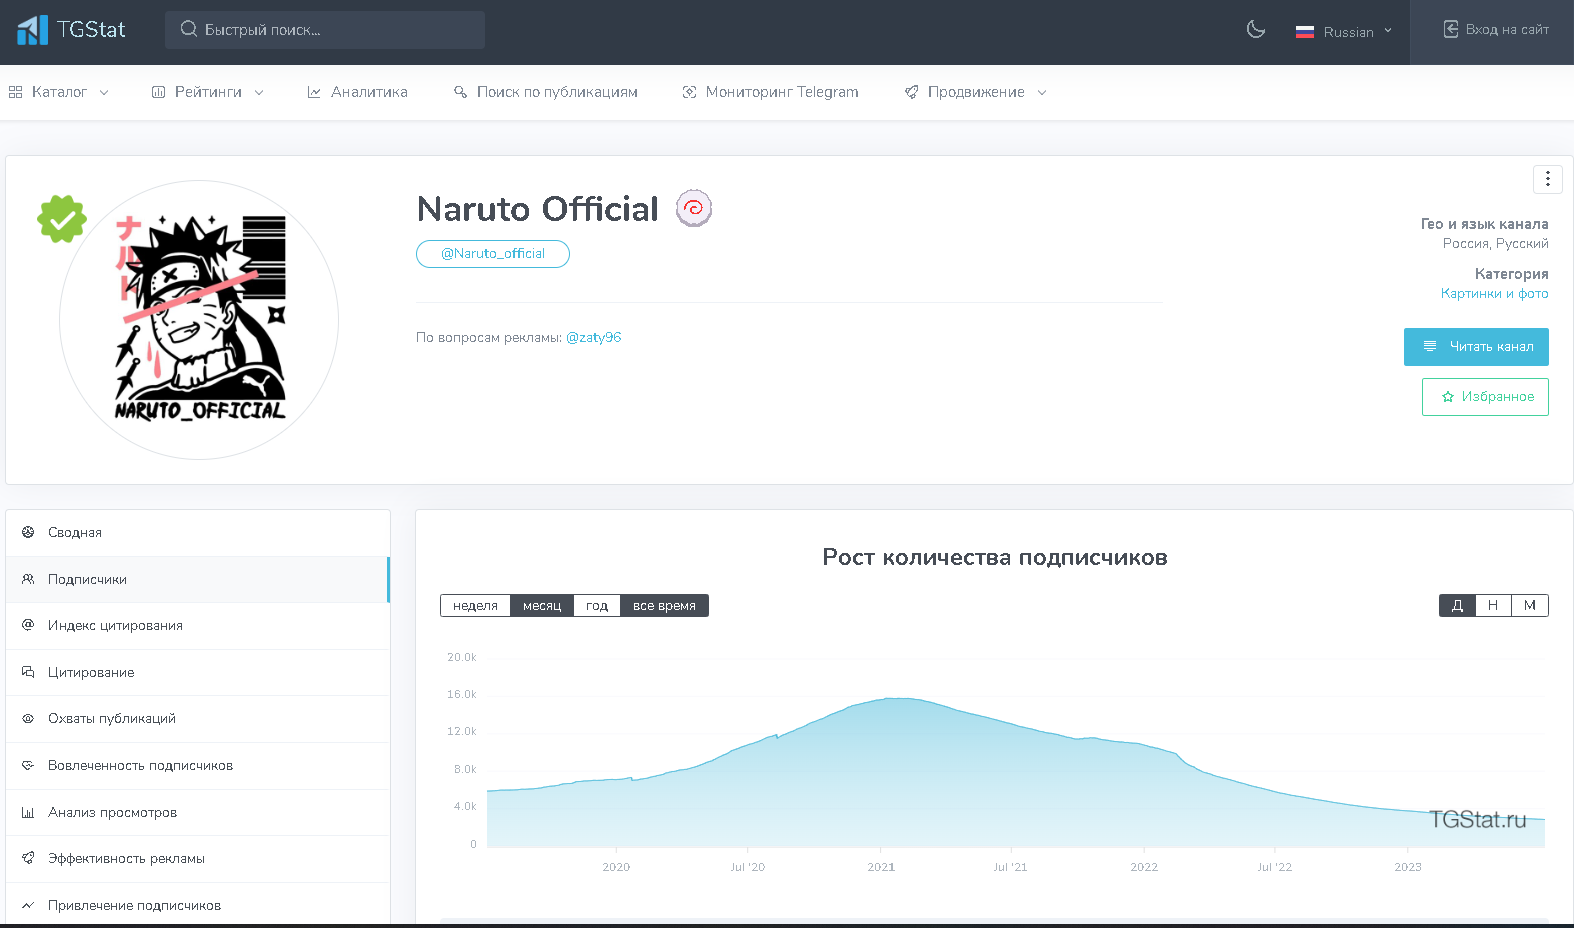 TGStat
Быстрый поиск...
Russian
Вход на сайт
Каталог
Рейтинги
Аналитика
Поиск по публикациям
Мониторинг Telegram
Продвижение
ナルト
NARUTO_OFFICIAL
Naruto Official
@Naruto_official
По вопросам рекламы: @zaty96
Гео и язык канала
Россия, Русский
Категория
Картинки и фото
Читать канал
Избранное
Сводная
Подписчики
Индекс цитирования
Цитирование
Охваты публикаций
Вовлеченность подписчиков
Анализ просмотров
Эффективность рекламы
Привлечение подписчиков
Рост количества подписчиков
неделя месяц год все время
Д Н М
20.0k
16.0k
12.0k
8.0k
4.0k
0
TGStat.ru
2020 Jul '20 2021 Jul '21 2022 Jul '22 2023